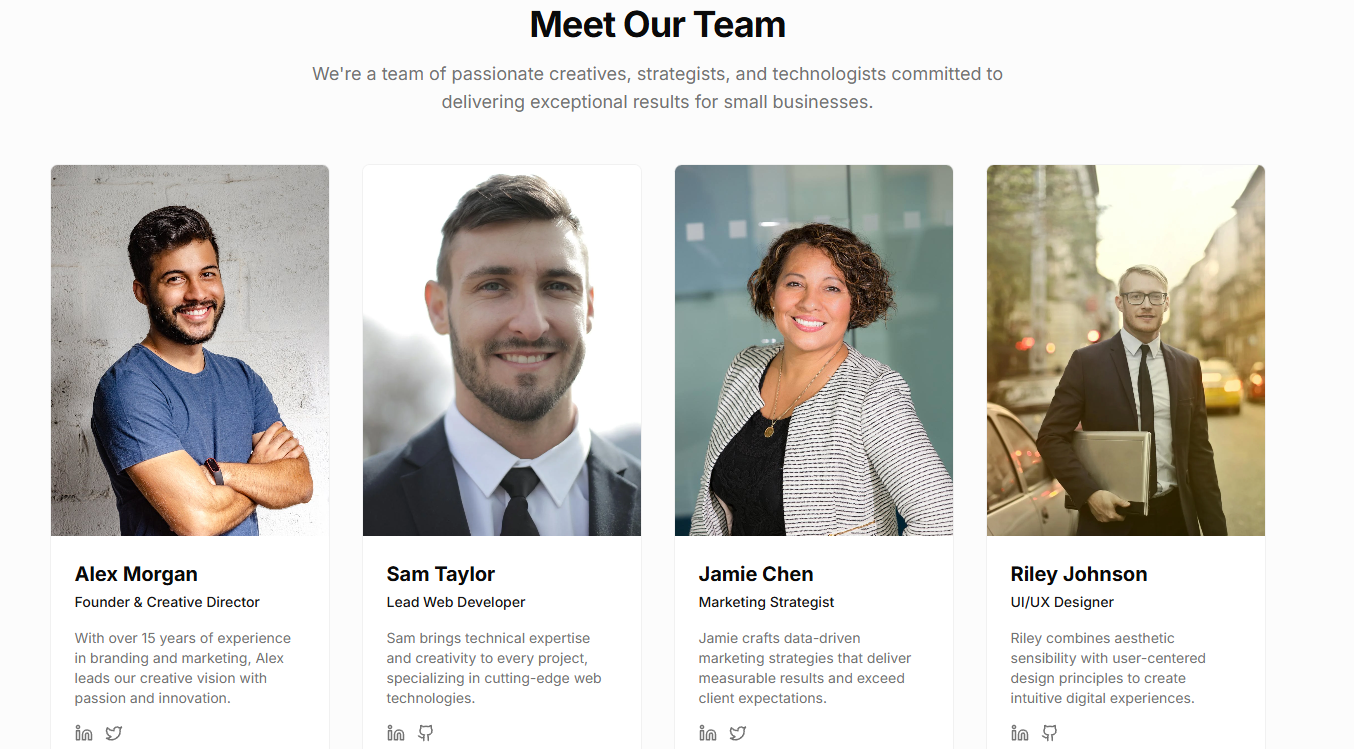 Meet Our Team
We're a team of passionate creatives, strategists, and technologists committed to
delivering exceptional results for small businesses.
Alex Morgan
Founder & Creative Director
With over 15 years of experience
in branding and marketing, Alex
leads our creative vision with
passion and innovation.
Sam Taylor
Lead Web Developer
Sam brings technical expertise
and creativity to every project,
specializing in cutting-edge web
technologies.
Jamie Chen
Marketing Strategist
Jamie crafts data-driven
marketing strategies that deliver
measurable results and exceed
client expectations.
Riley Johnson
UI/UX Designer
Riley combines aesthetic
sensibility with user-centered
design principles to create
intuitive digital experiences.